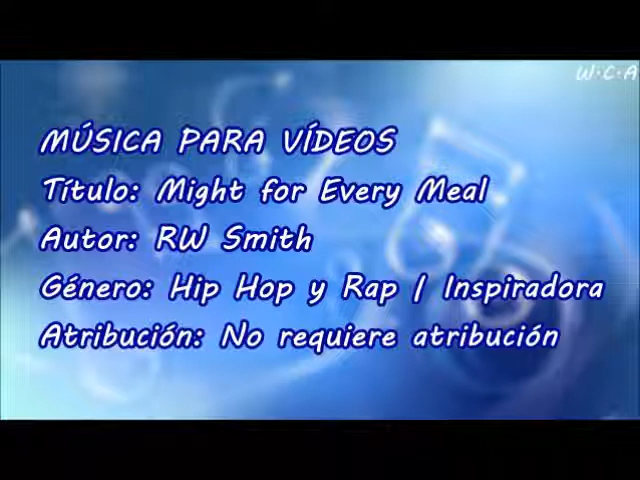 W·C·A
MÚSICA PARA VÍDEOS
Título: Might for Every Meal
Autor: RW Smith
Género: Hip Hop y Rap / Inspiradora
Atribución: No requiere atribución